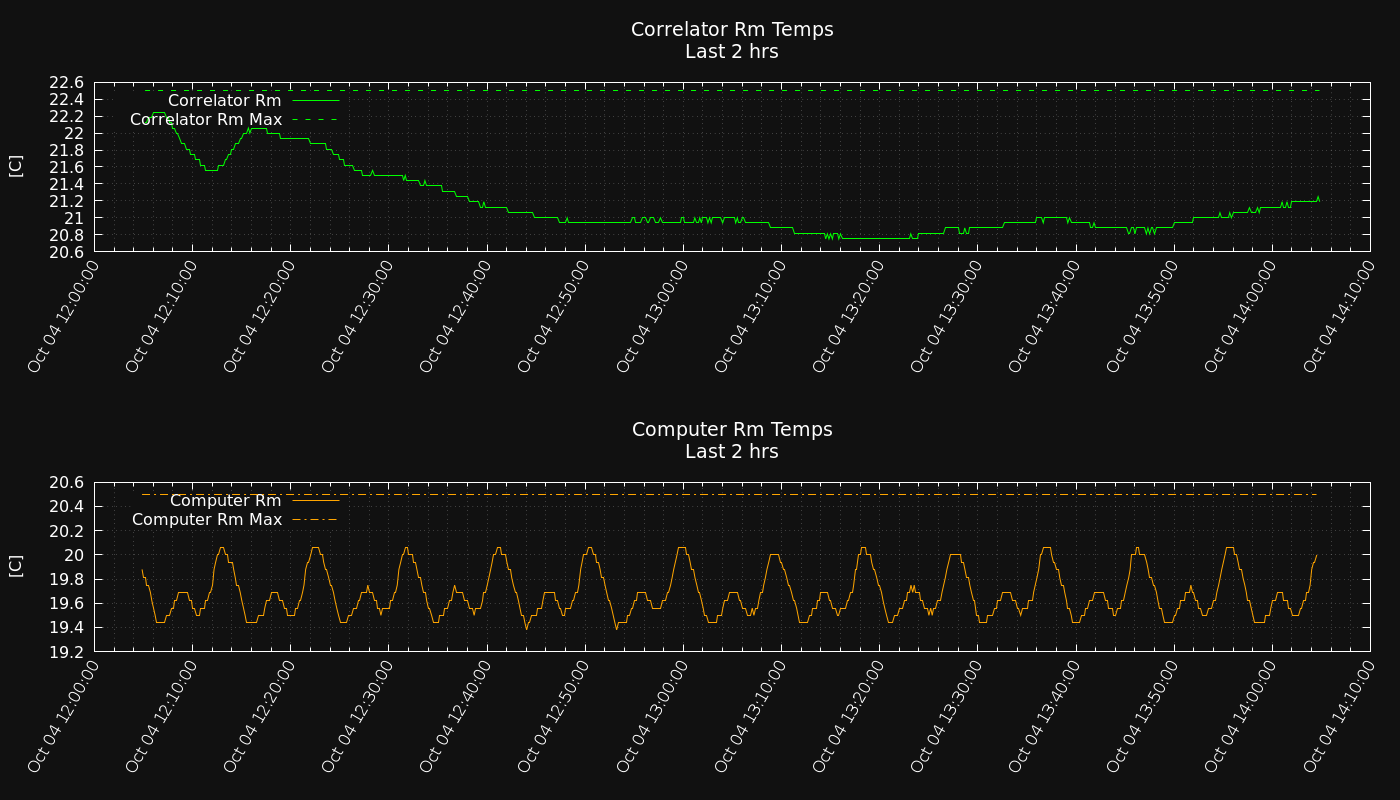 Correlator Rm Temps
Last 2 hrs
22.6
22.4
22.2
22
21.8
21.6
21.4
21.2
21
20.8
20.6
[C]
Correlator Rm
Correlator Rm Max
Oct 04 12:00:00
Oct 04 12:10:00
Oct 04 12:20:00
Oct 04 12:30:00
Oct 04 12:40:00
Oct 04 12:50:00
Oct 04 13:00:00
Oct 04 13:10:00
Oct 04 13:20:00
Oct 04 13:30:00
Oct 04 13:40:00
Oct 04 13:50:00
Oct 04 14:00:00
Oct 04 14:10:00
Computer Rm Temps
Last 2 hrs
20.6
20.4
20.2
20
19.8
19.6
19.4
19.2
[C]
Computer Rm
Computer Rm Max
Oct 04 12:00:00
Oct 04 12:10:00
Oct 04 12:20:00
Oct 04 12:30:00
Oct 04 12:40:00
Oct 04 12:50:00
Oct 04 13:00:00
Oct 04 13:10:00
Oct 04 13:20:00
Oct 04 13:30:00
Oct 04 13:40:00
Oct 04 13:50:00
Oct 04 14:00:00
Oct 04 14:10:00